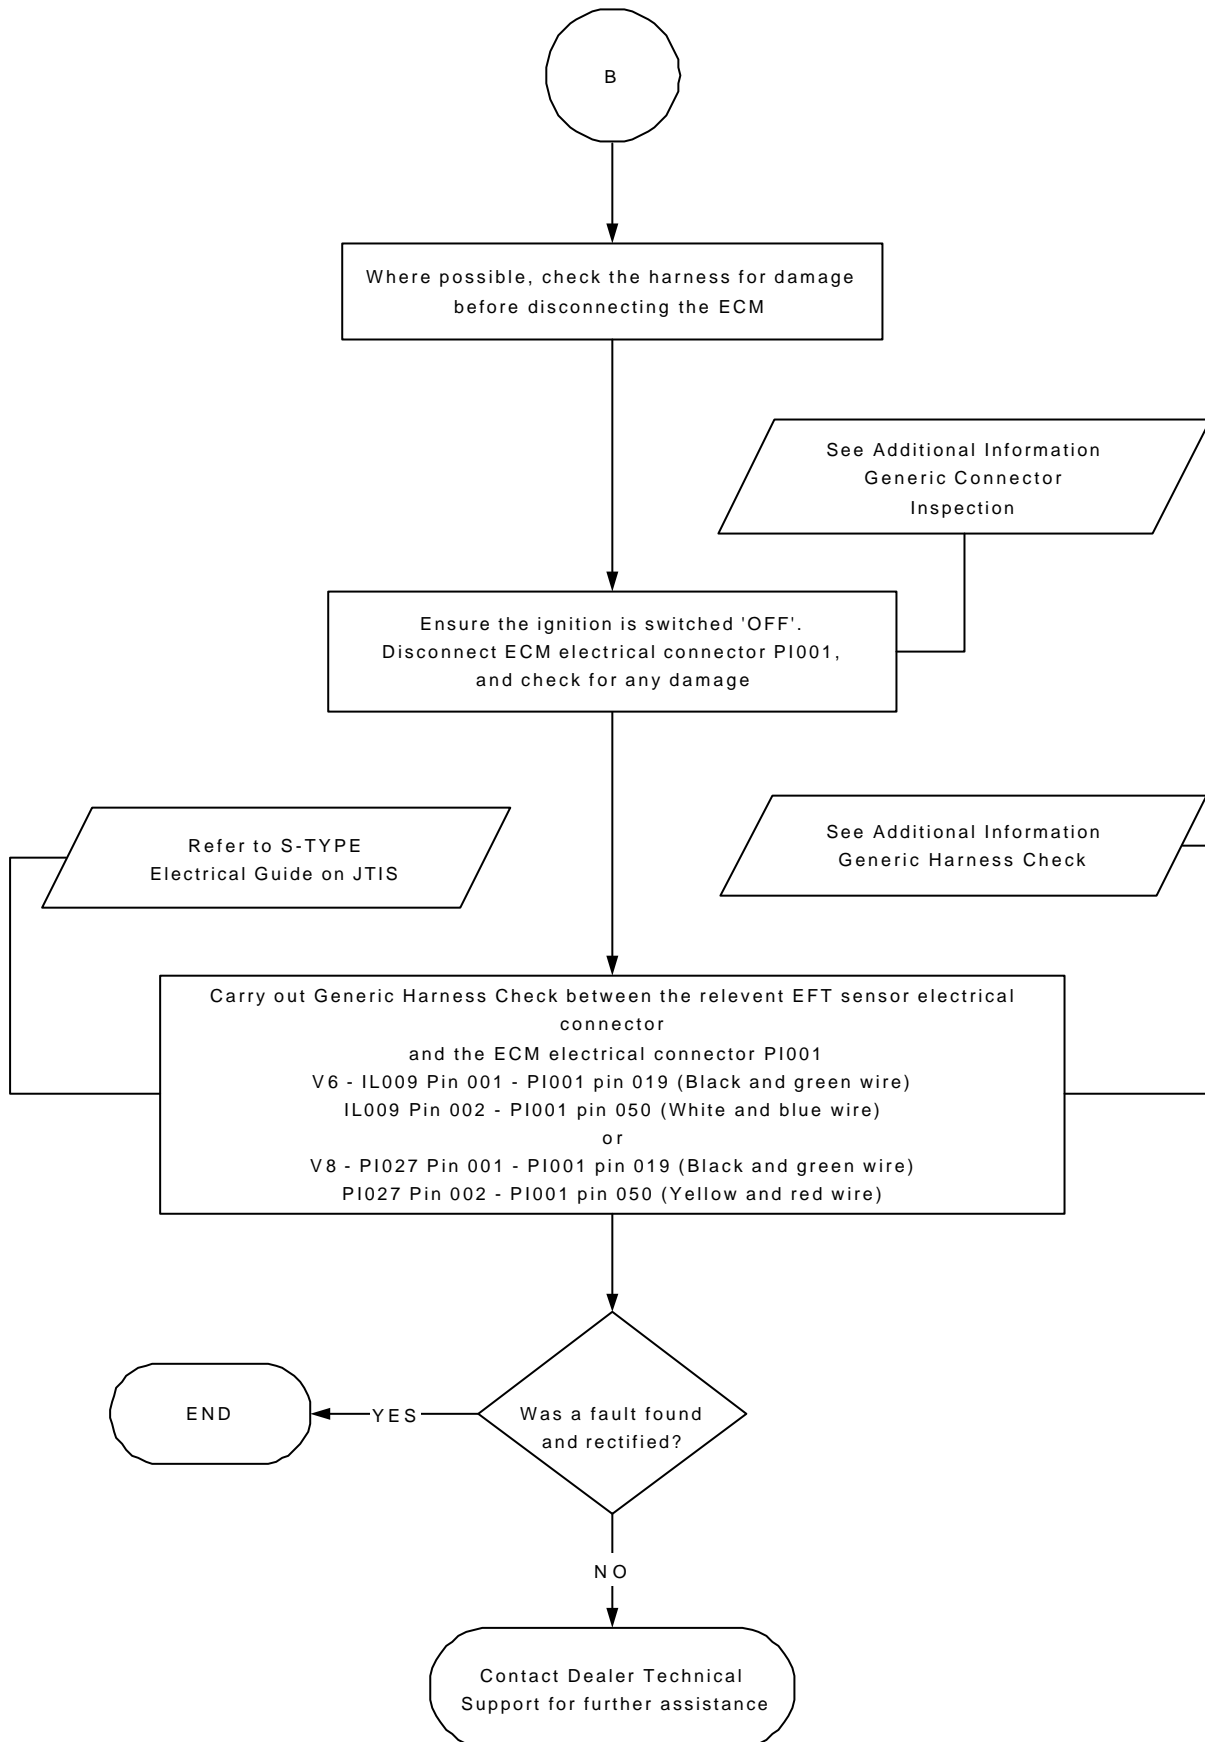 B
Where possible, check the harness for damage
before disconnecting the ECM
See Additional Information
Generic Connector
Inspection
Ensure the ignition is switched 'OFF'.
Disconnect ECM electrical connector PI001,
and check for any damage
Refer to S-TYPE
Electrical Guide on JTIS
See Additional Information
Generic Harness Check
Carry out Generic Harness Check between the relevent EFT sensor electrical
connector
and the ECM electrical connector PI001
V6 - IL009 Pin 001 - PI001 pin 019 (Black and green wire)
IL009 Pin 002 - PI001 pin 050 (White and blue wire)
or
V8 - PI027 Pin 001 - PI001 pin 019 (Black and green wire)
PI027 Pin 002 - PI001 pin 050 (Yellow and red wire)
END
YES
Was a fault found
and rectified?
NO
Contact Dealer Technical
Support for further assistance